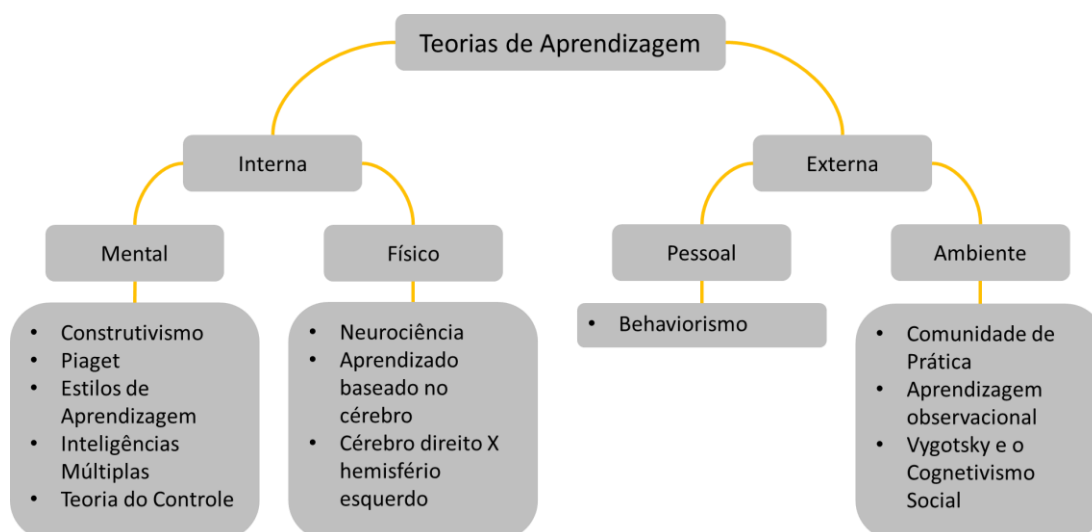 Teorias de Aprendizagem
Interna
Externa
Mental
Físico
Pessoal
Ambiente
• Construtivismo
• Piaget
• Estilos de
Aprendizagem
• Inteligências
Múltiplas
• Teoria do Controle
• Neurociência
• Aprendizado
baseado no
cérebro
• Cérebro direito X
hemisfério
esquerdo
• Behaviorismo
• Comunidade de
Prática
• Aprendizagem
observacional
• Vygotsky e o
Cognetivismo
Social